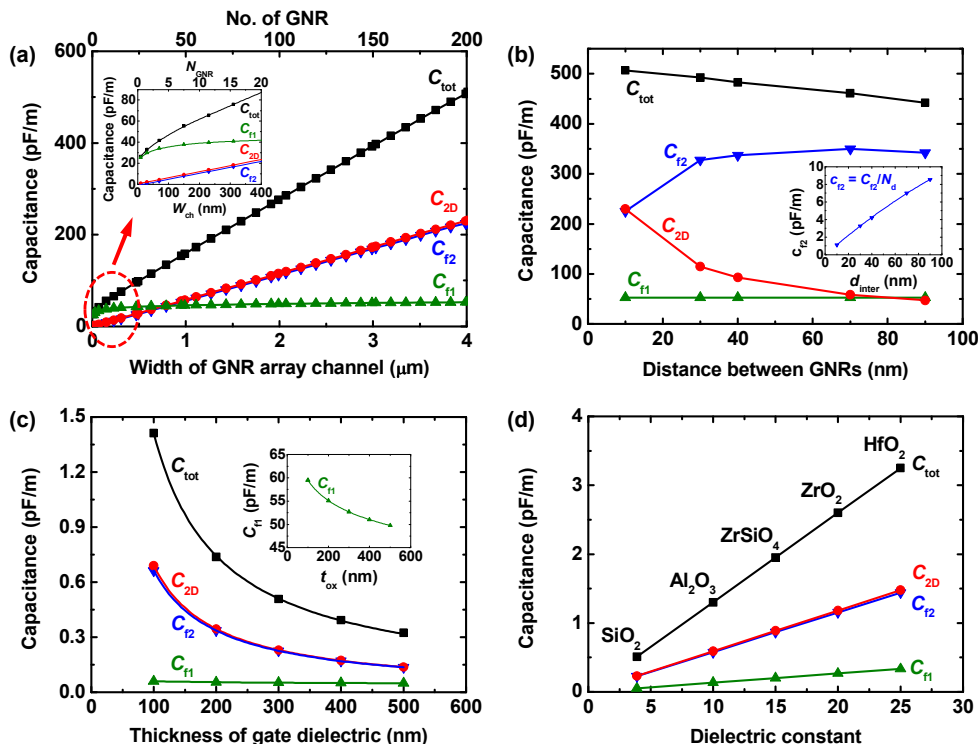 No. of GNR
0 50 100 150 200
(a)
600
400
200
0
Capacitance (pF/m)
0 1 2 3 4
Width of GNR array channel (μm)
C_tot
C_2D
C_f2
C_f1
N_GNR
0 5 10 15 20
80
60
40
20
0
Capacitance (pF/m)
C_tot
C_f1
C_2D
C_f2
0 100 200 300 400
W_ch (nm)
(b)
500
400
300
200
100
0
Capacitance (pF/m)
C_tot
C_f2
C_2D
C_f1
0 20 40 60 80 100
Distance between GNRs (nm)
c_f2 = C_f2/N_d
10
8
6
4
2
0
c_f2 (pF/m)
0 20 40 60 80 100
d_inter (nm)
(c)
1.5
1.2
0.9
0.6
0.3
0.0
Capacitance (pF/m)
C_tot
C_2D
C_f2
C_f1
0 100 200 300 400 500 600
Thickness of gate dielectric (nm)
65
60
55
50
45
C_f1 (pF/m)
C_f1
0 200 400 600
t_ox (nm)
(d)
4
3
2
1
0
Capacitance (pF/m)
SiO₂
Al₂O₃
ZrSiO₄
ZrO₂
HfO₂
C_tot
C_2D
C_f2
C_f1
0 5 10 15 20 25 30
Dielectric constant